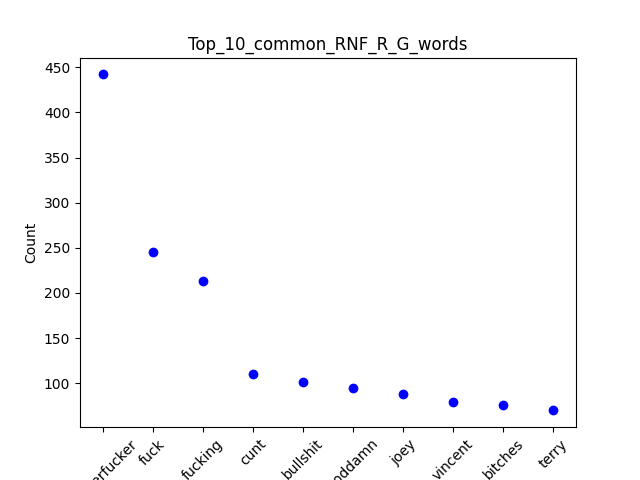 Top_10_common_RNF_R_G_words
450
400
350
300
250
200
150
100
Count
erfucker
fuck
fucking
cunt
bullshit
oddamn
joey
vincent
bitches
terry